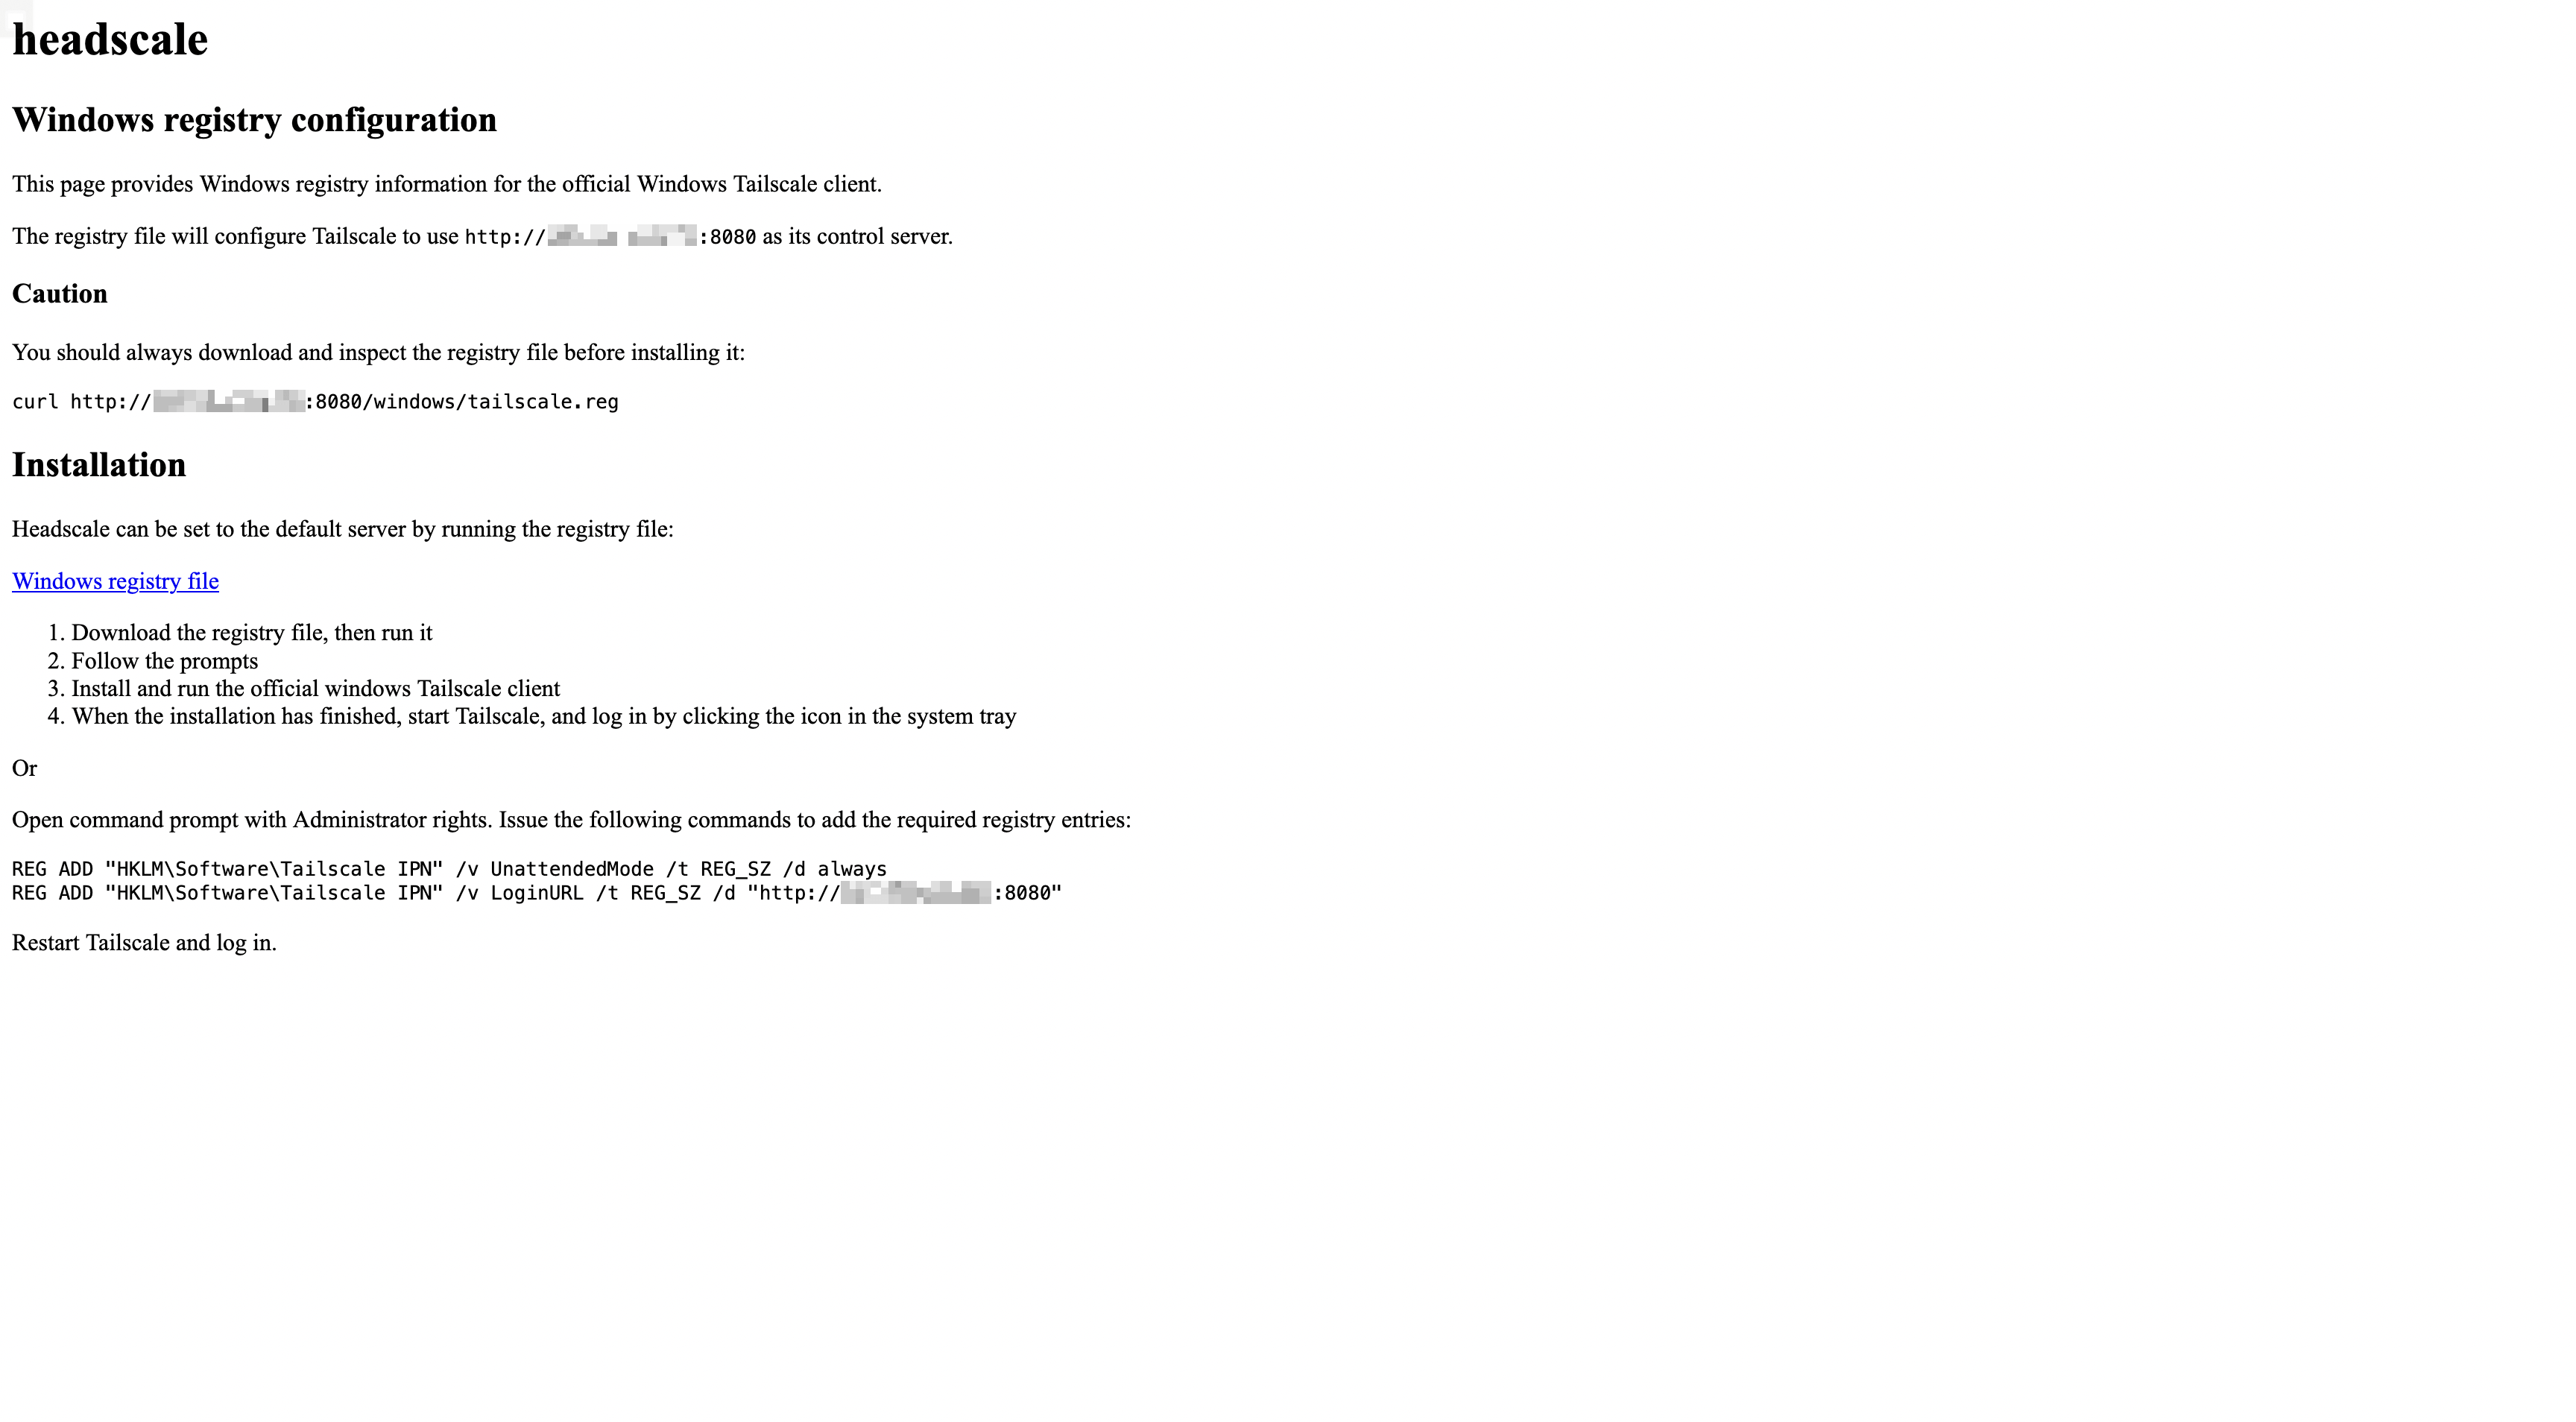 headscale
Windows registry configuration
This page provides Windows registry information for the official Windows Tailscale client.
The registry file will configure Tailscale to use http:// :8080 as its control server.
Caution
You should always download and inspect the registry file before installing it:
curl http:// :8080/windows/tailscale.reg
Installation
Headscale can be set to the default server by running the registry file:
Windows registry file
1. Download the registry file, then run it
2. Follow the prompts
3. Install and run the official windows Tailscale client
4. When the installation has finished, start Tailscale, and log in by clicking the icon in the system tray
Or
Open command prompt with Administrator rights. Issue the following commands to add the required registry entries:
REG ADD "HKLM\Software\Tailscale IPN" /v UnattendedMode /t REG_SZ /d always
REG ADD "HKLM\Software\Tailscale IPN" /v LoginURL /t REG_SZ /d "http:// :8080"
Restart Tailscale and log in.